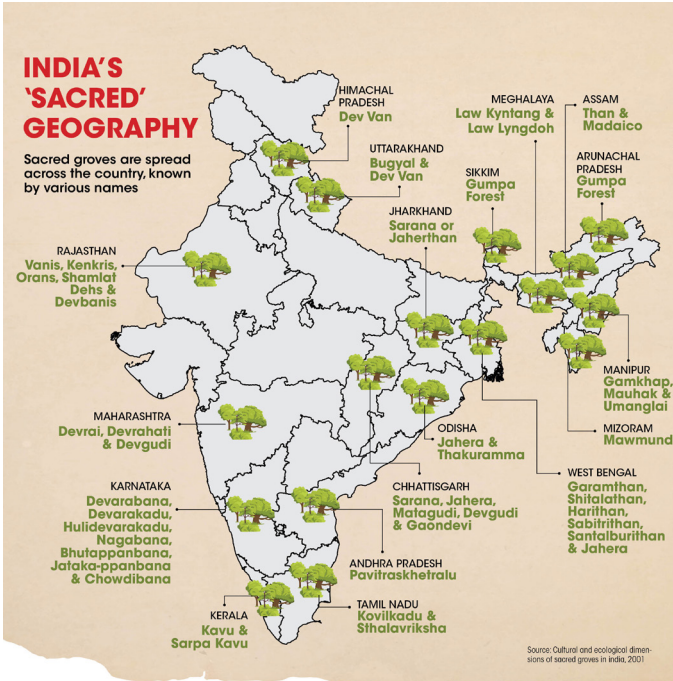 INDIA'S
'SACRED'
GEOGRAPHY
Sacred groves are spread
across the country, known
by various names
HIMACHAL
PRADESH
Dev Van
UTTARAKHAND
Bugyal &
Dev Van
JHARKHAND
Sarana or
Jaherthan
SIKKIM
Gumpa
Forest
MEGHALAYA
Law Kyntang &
Law Lyngdoh
ASSAM
Than &
Madaico
ARUNACHAL
PRADESH
Gumpa
Forest
RAJASTHAN
Vanis, Kenkris,
Orans, Shamlat
Dehs &
Devbanis
MAHARASHTRA
Devrai, Devrahati
& Devgudi
KARNATAKA
Devarabana,
Devarakadu,
Hulidevarakadu,
Nagabana,
Bhutappanbana,
Jataka-ppanbana
& Chowdibana
KERALA
Kavu &
Sarpa Kavu
TAMIL NADU
Kovilkadu &
Sthalavriksha
ANDHRA PRADESH
Pavitraskhetralu
CHHATTISGARH
Sarana, Jahera,
Matagudi, Devgudi
& Gaondevi
ODISHA
Jahera &
Thakuramma
WEST BENGAL
Garamthan,
Shitalathan,
Harithan,
Sabitrithan,
Santalburithan
& Jahera
MANIPUR
Gamkhap,
Mauhak &
Umanglai
MIZORAM
Mawmund
Source: Cultural and ecological dimen-
sions of sacred groves in india, 2001